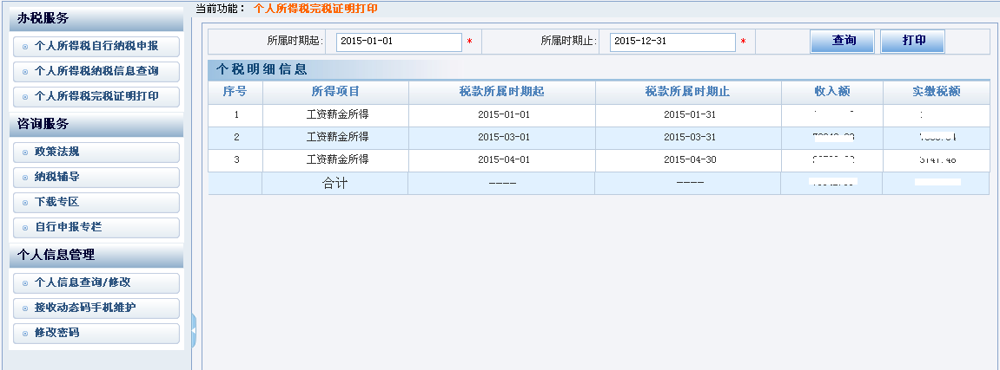 办税服务
个人所得税自行纳税申报
个人所得税纳税信息查询
个人所得税完税证明打印
咨询服务
政策法规
纳税辅导
下载专区
自行申报专栏
个人信息管理
个人信息查询/修改
接收动态码手机维护
修改密码
当前功能： 个人所得税完税证明打印
所属时期起: 2015-01-01 * 所属时期止: 2015-12-31 * 查询 打印
个税明细信息
序号 所得项目 税款所属时期起 税款所属时期止 收入额 实缴税额
1 工资薪金所得 2015-01-01 2015-01-31
2 工资薪金所得 2015-03-01 2015-03-31
3 工资薪金所得 2015-04-01 2015-04-30
合计 ---- ----